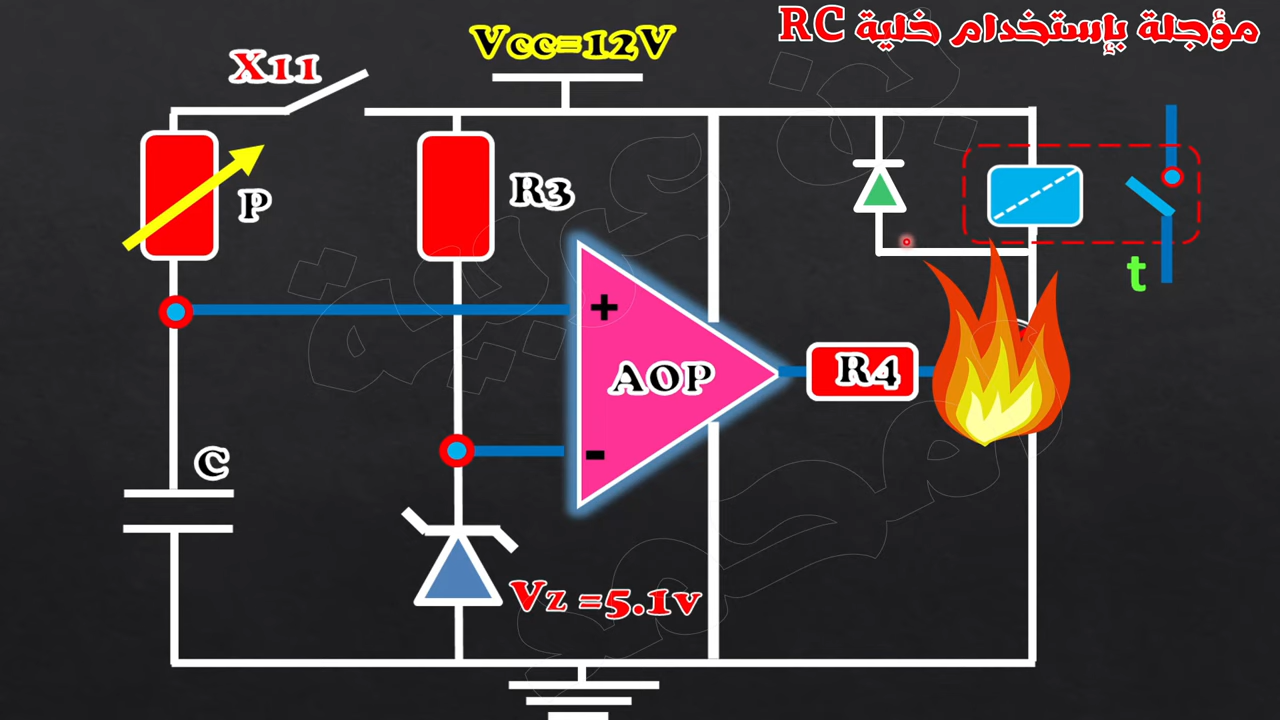 مؤجلة بإستخدام خلية RC
Vcc=12V
X11
P
R3
t
+
AOP
R4
-
C
Vz =5.1v